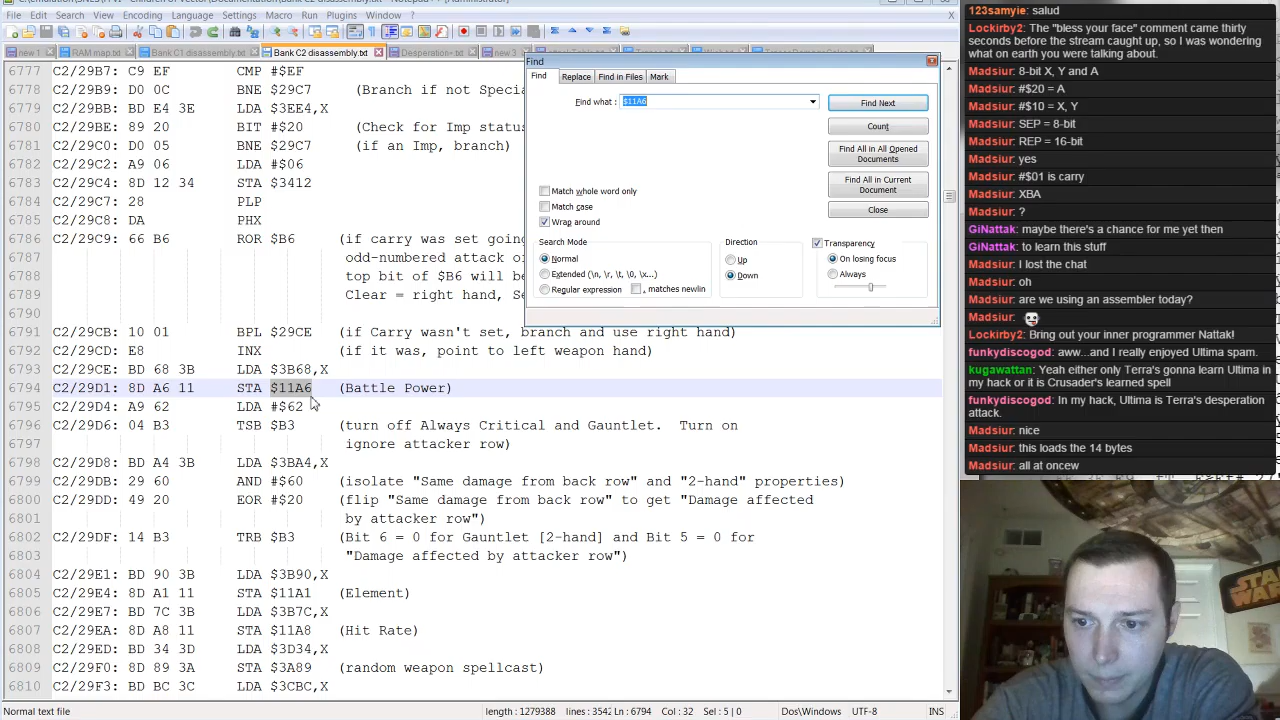 File Edit Search View Encoding Language Settings Macro Run Plugins Window ?
new 1 RAM map.txt Bank C1 disassembly.txt Bank C2 disassembly.txt Desperation+.txt new 3
6777 C2/29B7: C9 EF CMP #$EF
6778 C2/29B9: D0 0C BNE $29C7 (Branch if not Spec
6779 C2/29BB: BD E4 3E LDA $3EE4,X
6780 C2/29BE: 89 20 BIT #$20 (Check for Imp status
6781 C2/29C0: D0 05 BNE $29C7 (if an Imp, branch)
6782 C2/29C2: A9 06 LDA #$06
6783 C2/29C4: 8D 12 34 STA $3412
6784 C2/29C7: 28 PLP
6785 C2/29C8: DA PHX
6786 C2/29C9: 66 B6 ROR $B6 (if carry was set going
odd-numbered attack o
6788 top bit of $B6 will be
6789 Clear = right hand, Se
6790
6791 C2/29CB: 10 01 BPL $29CE (if Carry wasn't set, branch and use right hand)
6792 C2/29CD: E8 INX (if it was, point to left weapon hand)
6793 C2/29CE: BD 68 3B LDA $3B68,X
6794 C2/29D1: 8D A6 11 STA $11A6 (Battle Power)
6795 C2/29D4: A9 62 LDA #$62
6796 C2/29D6: 04 B3 TSB $B3 (turn off Always Critical and Gauntlet. Turn on
ignore attacker row)
6798 C2/29D8: BD A4 3B LDA $3BA4,X
6799 C2/29DB: 29 60 AND #$60 (isolate "Same damage from back row" and "2-hand" properties)
6800 C2/29DD: 49 20 EOR #$20 (flip "Same damage from back row" to get "Damage affected
6801 by attacker row")
6802 C2/29DF: 14 B3 TRB $B3 (Bit 6 = 0 for Gauntlet [2-hand] and Bit 5 = 0 for
6803 "Damage affected by attacker row")
6804 C2/29E1: BD 90 3B LDA $3B90,X
6805 C2/29E4: 8D A1 11 STA $11A1 (Element)
6806 C2/29E7: BD 7C 3B LDA $3B7C,X
6807 C2/29EA: 8D A8 11 STA $11A8 (Hit Rate)
6808 C2/29ED: BD 34 3D LDA $3D34,X
6809 C2/29F0: 8D 89 3A STA $3A89 (random weapon spellcast)
6810 C2/29F3: BD BC 3C LDA $3CBC,X
Normal text file length : 1279388 lines : 3542 Ln : 6794 Col : 32 Sel : 5 | 0 Dos\Windows UTF-8 INS
Find
Find Replace Find in Files Mark
Find what : $11A6 Find Next
Count
Find All in All Opened Documents
Find All in Current Document
Close
Match whole word only
Match case
Wrap around
Search Mode
Normal
Extended (\n, \r, \t, \0, \x...)
Regular expression . matches newlin
Direction
Up
Down
Transparency
On losing focus
Always
123samyie: salud
Lockirby2: The "bless your face" comment came thirty
seconds before the stream caught up, so I was wondering
what on earth you were talking about.
Madsiur: 8-bit X, Y and A
Madsiur: #$20 = A
Madsiur: #$10 = X, Y
Madsiur: SEP = 8-bit
Madsiur: REP = 16-bit
Madsiur: yes
Madsiur: #$01 is carry
Madsiur: XBA
Madsiur: ?
GiNattak: maybe there's a chance for me yet then
GiNattak: to learn this stuff
Madsiur: I lost the chat
Madsiur: oh
Madsiur: are we using an assembler today?
Madsiur:
Lockirby2: Bring out your inner programmer Nattak!
funkydiscogod: aww...and I really enjoyed Ultima spam.
kugawattan: Yeah either only Terra's gonna learn Ultima in
my hack or it is Crusader's learned spell
funkydiscogod: In my hack, Ultima is Terra's desperation
attack.
Madsiur: nice
Madsiur: this loads the 14 bytes
Madsiur: all at oncew
STAR
WARS